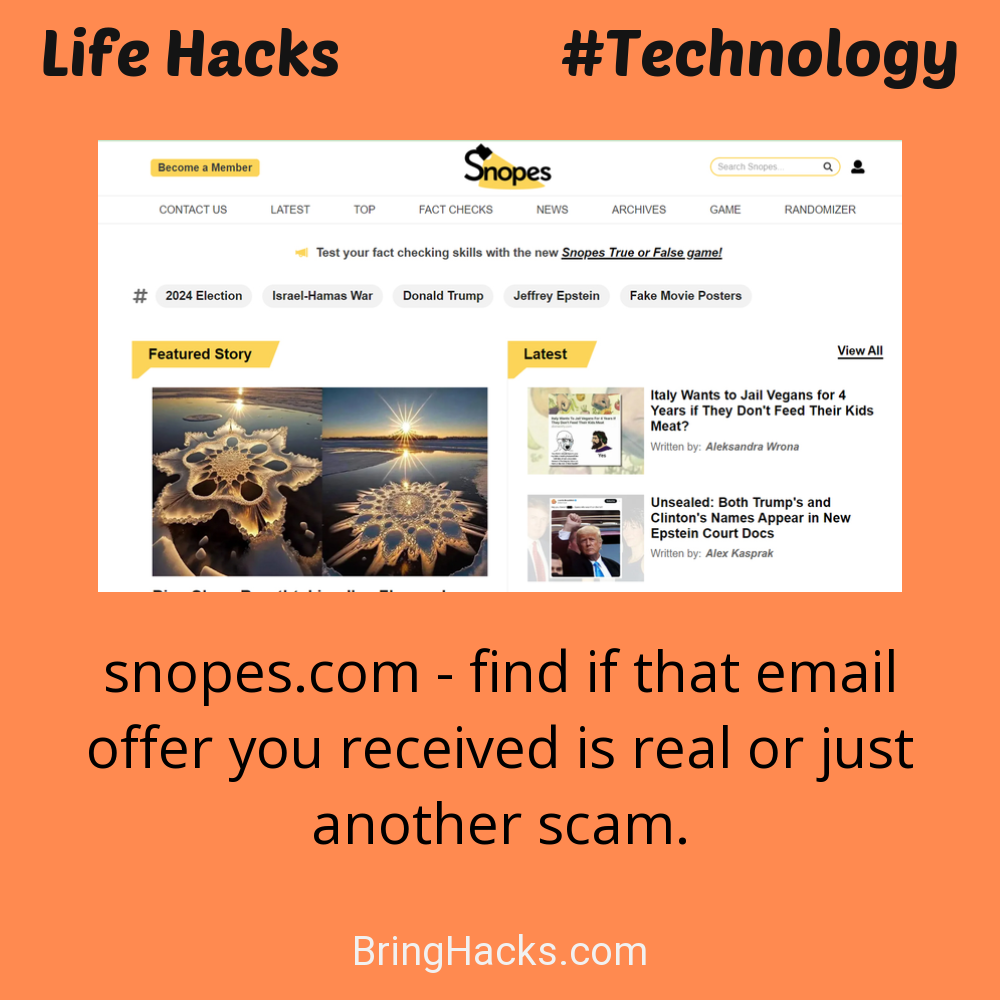 Life Hacks
#Technology
Become a Member
Snopes
Search Snopes...
CONTACT US
LATEST
TOP
FACT CHECKS
NEWS
ARCHIVES
GAME
RANDOMIZER
Test your fact checking skills with the new Snopes True or False game!
#
2024 Election
Israel-Hamas War
Donald Trump
Jeffrey Epstein
Fake Movie Posters
Featured Story
Latest
View All
Italy Wants to Jail Vegans for 4
Years if They Don't Feed Their Kids
Meat?
Written by: Aleksandra Wrona
Unsealed: Both Trump's and
Clinton's Names Appear in New
Epstein Court Docs
Written by: Alex Kasprak
snopes.com - find if that email
offer you received is real or just
another scam.
BringHacks.com